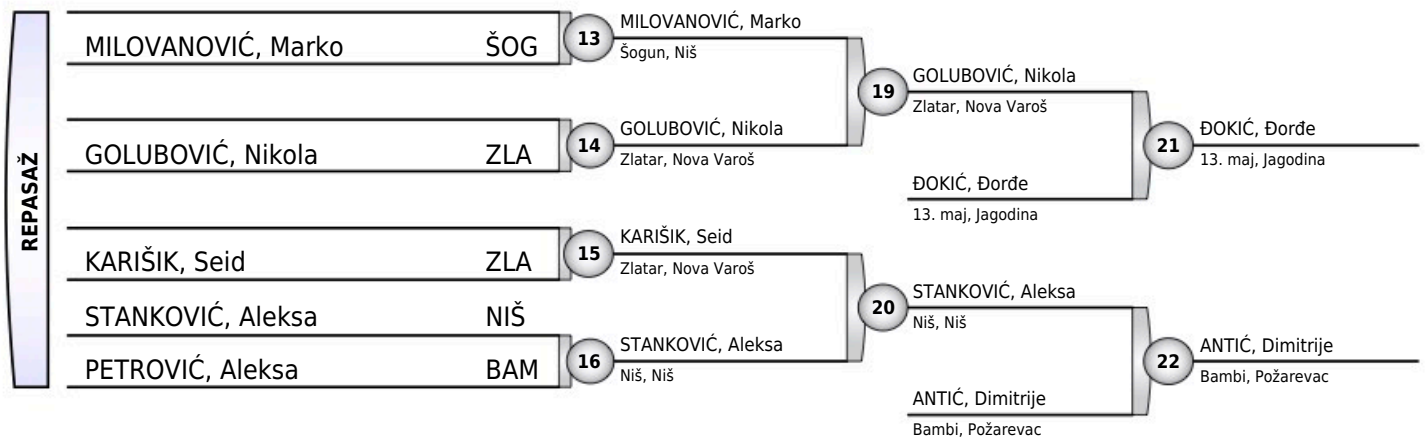 REPASAŽ
MILOVANOVIĆ, Marko ŠOG
GOLUBOVIĆ, Nikola ZLA
KARIŠIK, Seid ZLA
STANKOVIĆ, Aleksa NIŠ
PETROVIĆ, Aleksa BAM
13
MILOVANOVIĆ, Marko
Šogun, Niš
14
GOLUBOVIĆ, Nikola
Zlatar, Nova Varoš
15
KARIŠIK, Seid
Zlatar, Nova Varoš
16
STANKOVIĆ, Aleksa
Niš, Niš
19
GOLUBOVIĆ, Nikola
Zlatar, Nova Varoš
ĐOKIĆ, Đorđe
13. maj, Jagodina
20
STANKOVIĆ, Aleksa
Niš, Niš
ANTIĆ, Dimitrije
Bambi, Požarevac
21
ĐOKIĆ, Đorđe
13. maj, Jagodina
22
ANTIĆ, Dimitrije
Bambi, Požarevac